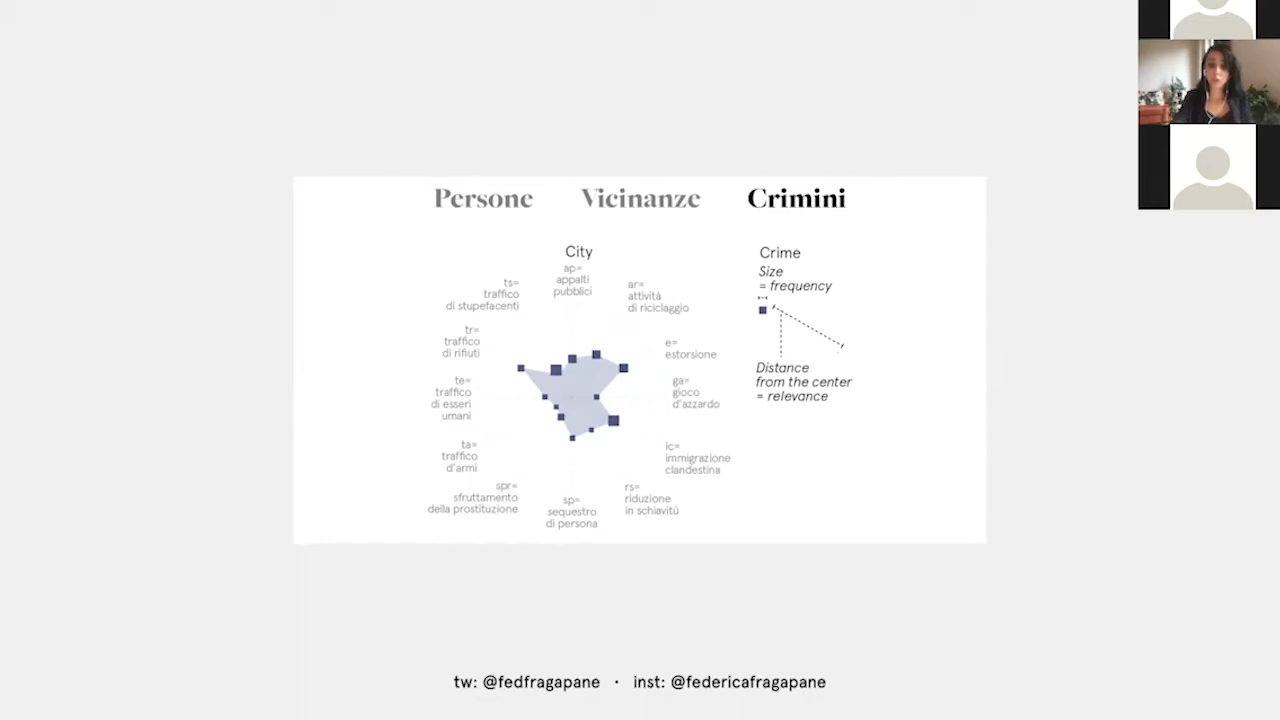 Persone Vicinanze Crimini
City
ap=
appalti
pubblici
ar=
attività
di riciclaggio
e=
estorsione
ga=
gioco
d'azzardo
ic=
immigrazione
clandestina
rs=
riduzione
in schiavitù
sp=
sequestro
di persona
spr=
sfruttamento
della prostituzione
ta=
traffico
d'armi
te=
traffico
di esseri
umani
tr=
traffico
di rifiuti
ts=
traffico
di stupefacenti
Crime
Size
= frequency
Distance
from the center
= relevance
tw: @fedfragapane · inst: @federicafragapane